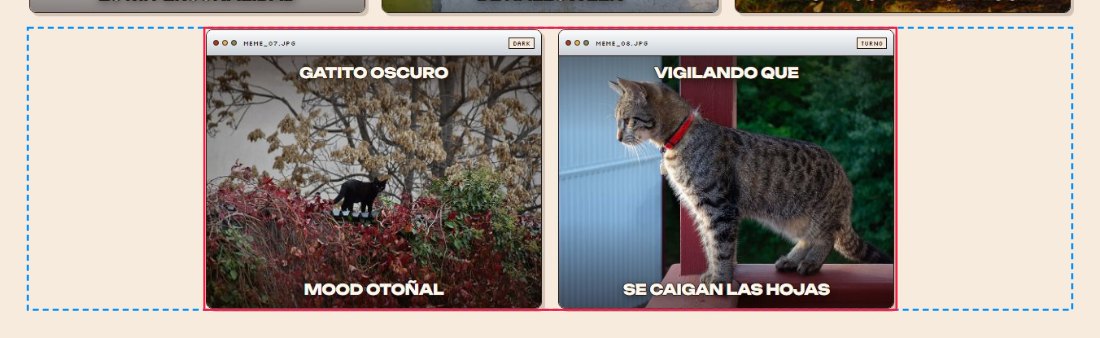 MEME_07.JPG
DARK
GATITO OSCURO
MOOD OTOÑAL
MEME_08.JPG
TURNO
VIGILANDO QUE
SE CAIGAN LAS HOJAS